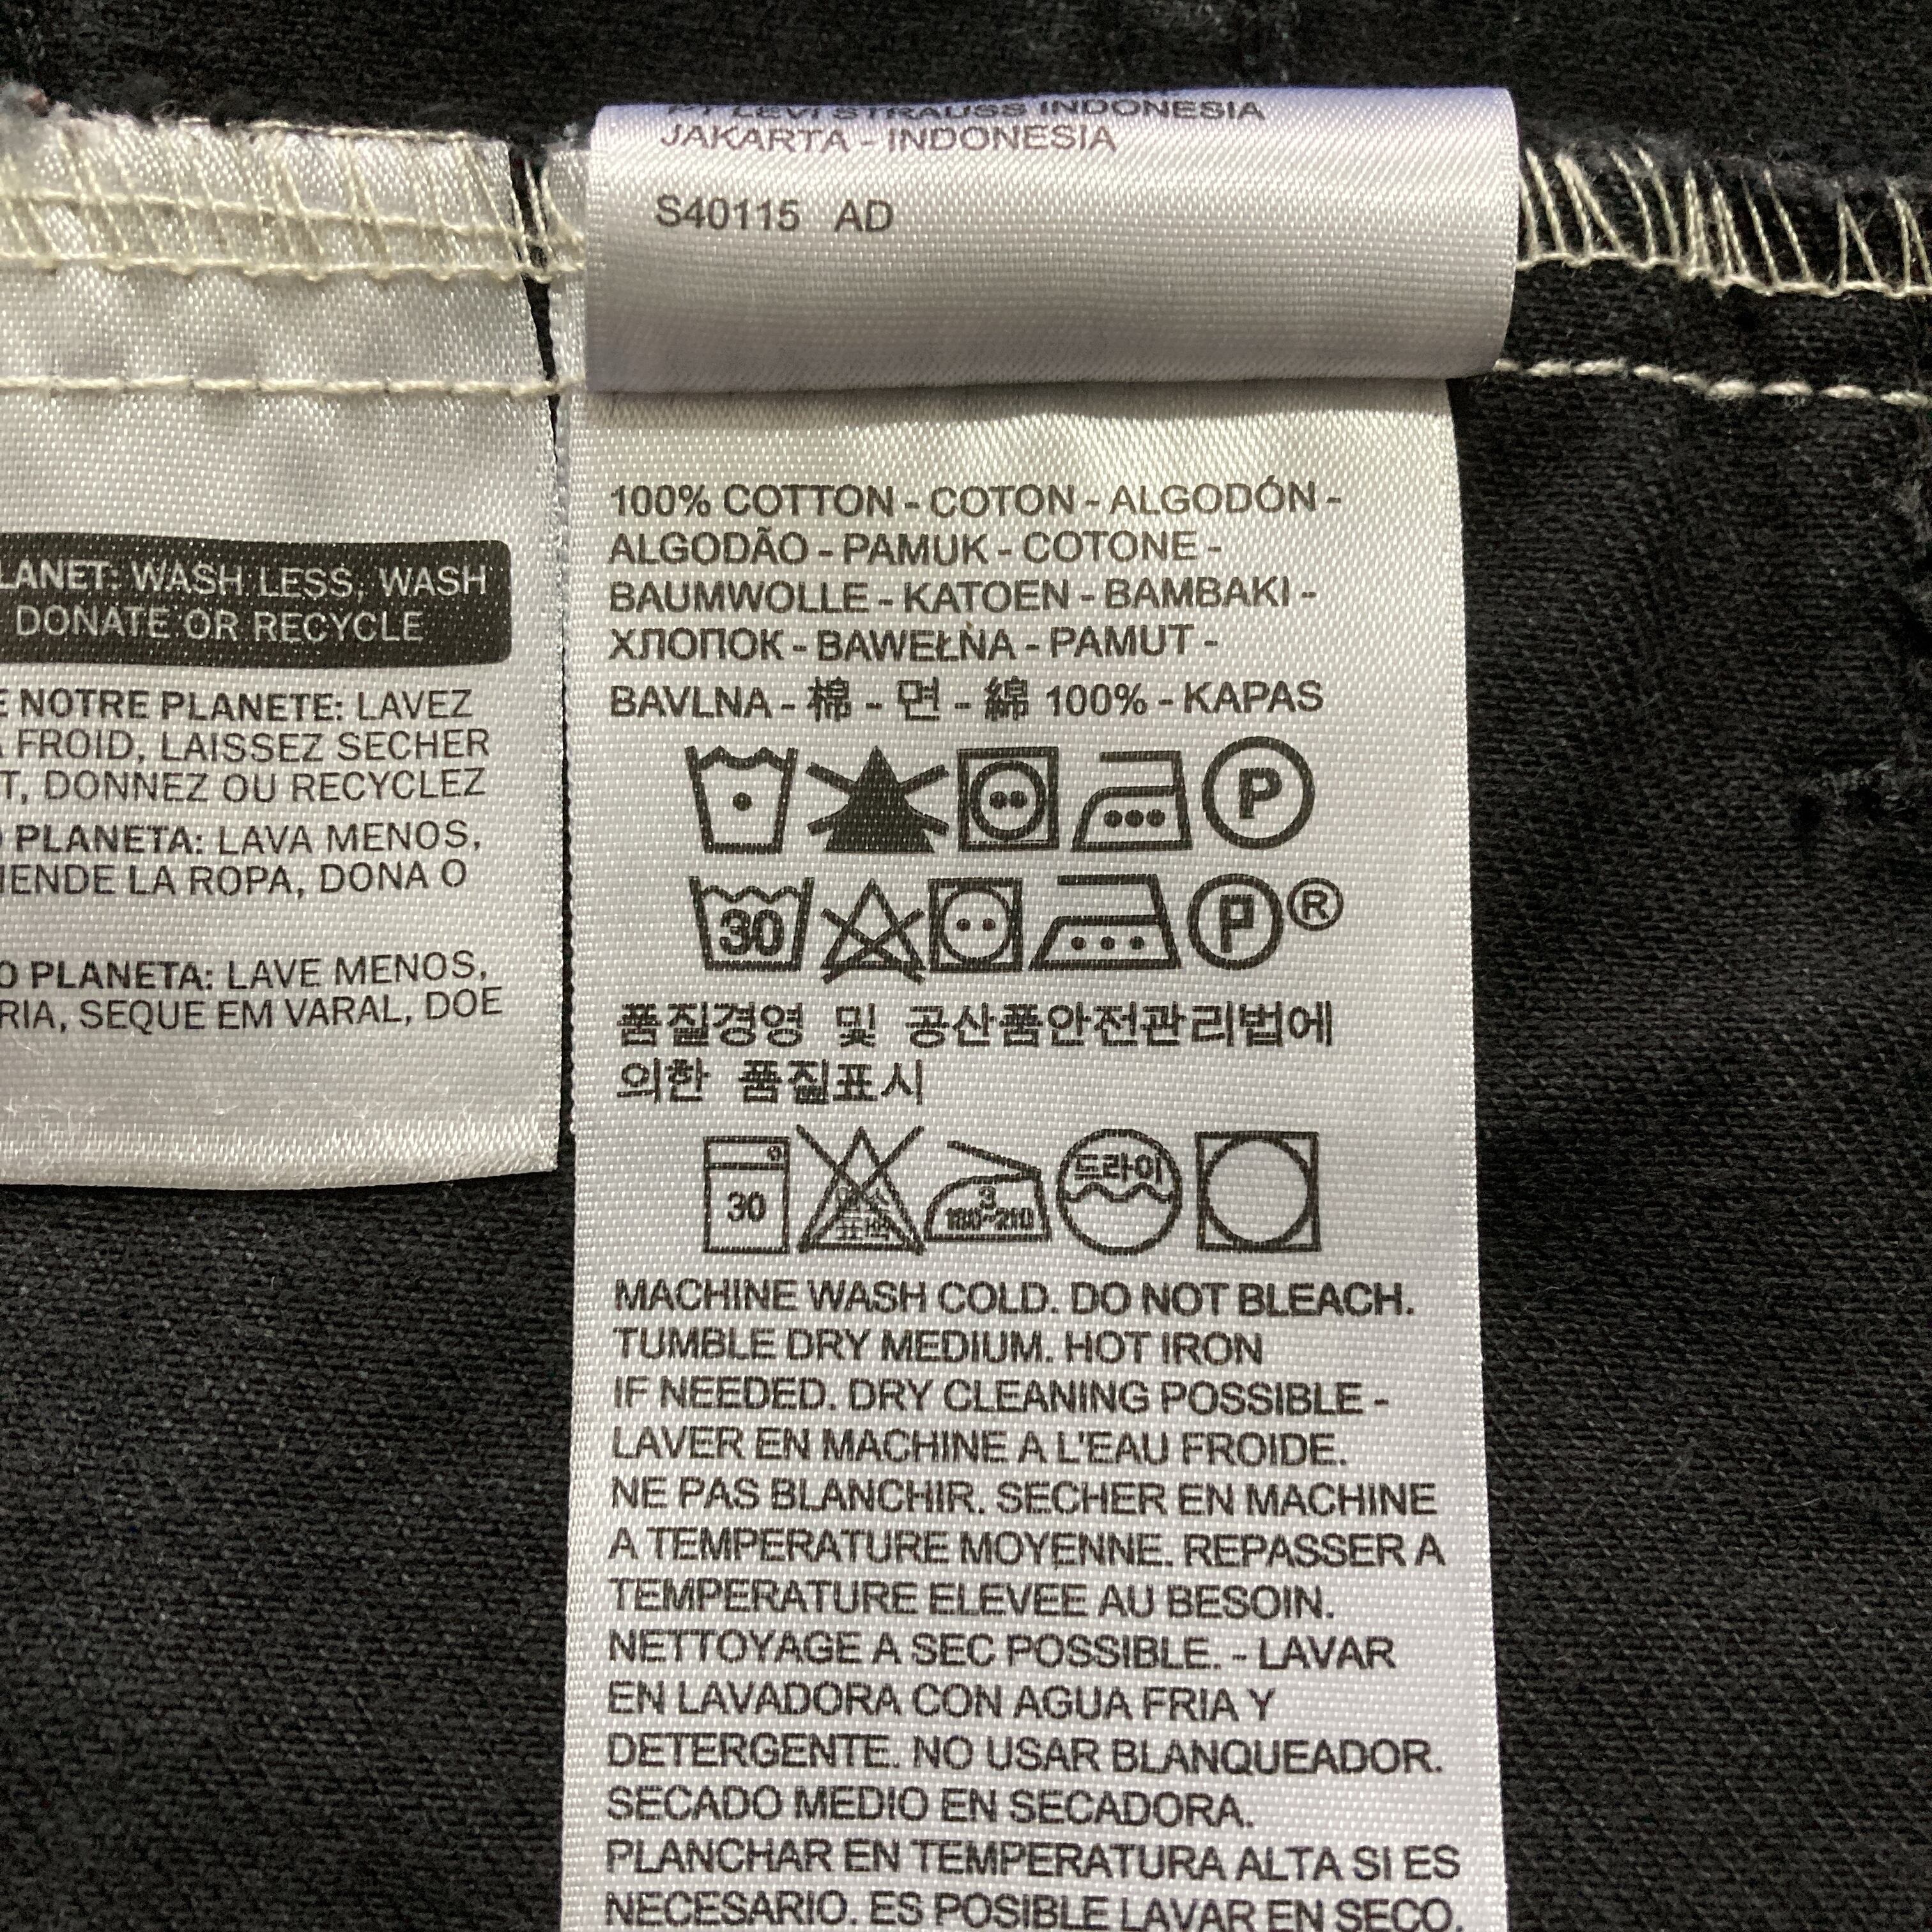 LANET: WASH LESS, WASH
DONATE OR RECYCLE
E NOTRE PLANETE: LAVEZ
FROID, LAISSEZ SECHER
T, DONNEZ OU RECYCLEZ
O PLANETA: LAVA MENOS,
IENDE LA ROPA, DONA O
O PLANETA: LAVE MENOS,
RIA, SEQUE EM VARAL, DOE
PT LEVI STRAUSS INDONESIA
JAKARTA - INDONESIA
S40115 AD
100% COTTON - COTON - ALGODÓN -
ALGODÃO - PAMUK - COTONE -
BAUMWOLLE - KATOEN - BAMBAKI -
ХЛОПОК - BAWEŁNA - PAMUT -
BAVLNA - 棉 - 면 - 綿 100% - KAPAS
P
30 P ®
품질경영 및 공산품안전관리법에
의한 품질표시
30 3 180~210 드라이
MACHINE WASH COLD. DO NOT BLEACH.
TUMBLE DRY MEDIUM. HOT IRON
IF NEEDED. DRY CLEANING POSSIBLE -
LAVER EN MACHINE A L'EAU FROIDE.
NE PAS BLANCHIR. SECHER EN MACHINE
A TEMPERATURE MOYENNE. REPASSER A
TEMPERATURE ELEVEE AU BESOIN.
NETTOYAGE A SEC POSSIBLE. - LAVAR
EN LAVADORA CON AGUA FRIA Y
DETERGENTE. NO USAR BLANQUEADOR.
SECADO MEDIO EN SECADORA.
PLANCHAR EN TEMPERATURA ALTA SI ES
NECESARIO. ES POSIBLE LAVAR EN SECO.